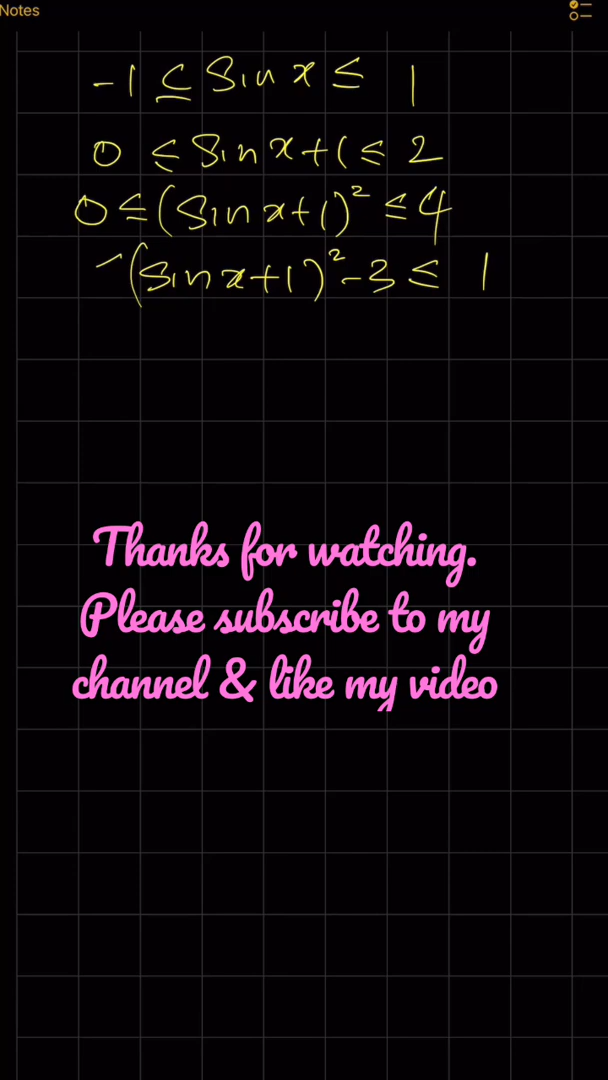 Notes
-1 ≤ Sin x ≤ 1
0 ≤ Sin x+1 ≤ 2
0 ≤ (Sin x+1)² ≤ 4
-(Sin x+1)²-3 ≤ 1
Thanks for watching.
Please subscribe to my
channel & like my video